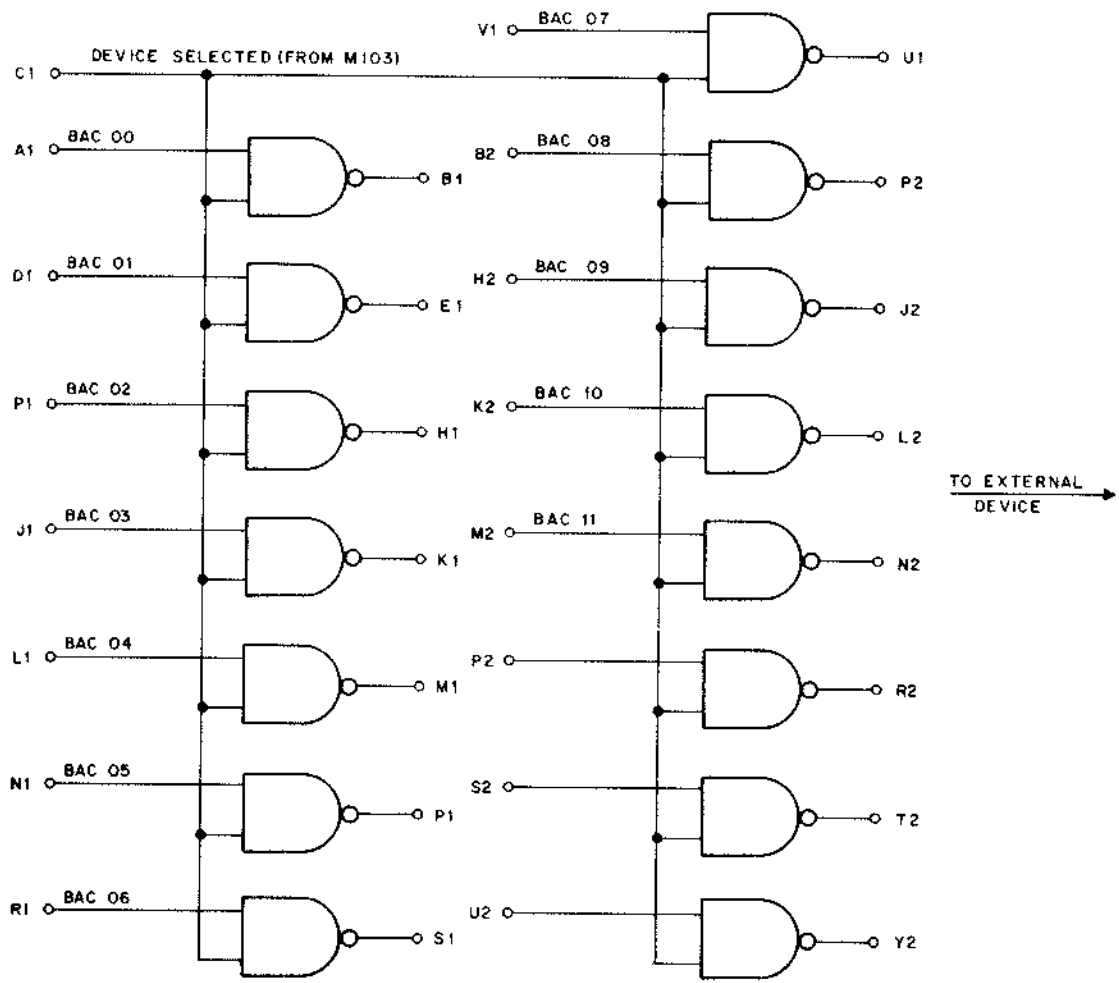 V1 BAC 07 U1
DEVICE SELECTED (FROM M103)
C1
A1 BAC 00 B1
B2 BAC 08 P2
D1 BAC 01 E1
H2 BAC 09 J2
P1 BAC 02 H1
K2 BAC 10 L2
TO EXTERNAL
DEVICE
J1 BAC 03 K1
M2 BAC 11 N2
L1 BAC 04 M1
P2 R2
N1 BAC 05 P1
S2 T2
R1 BAC 06 S1
U2 Y2